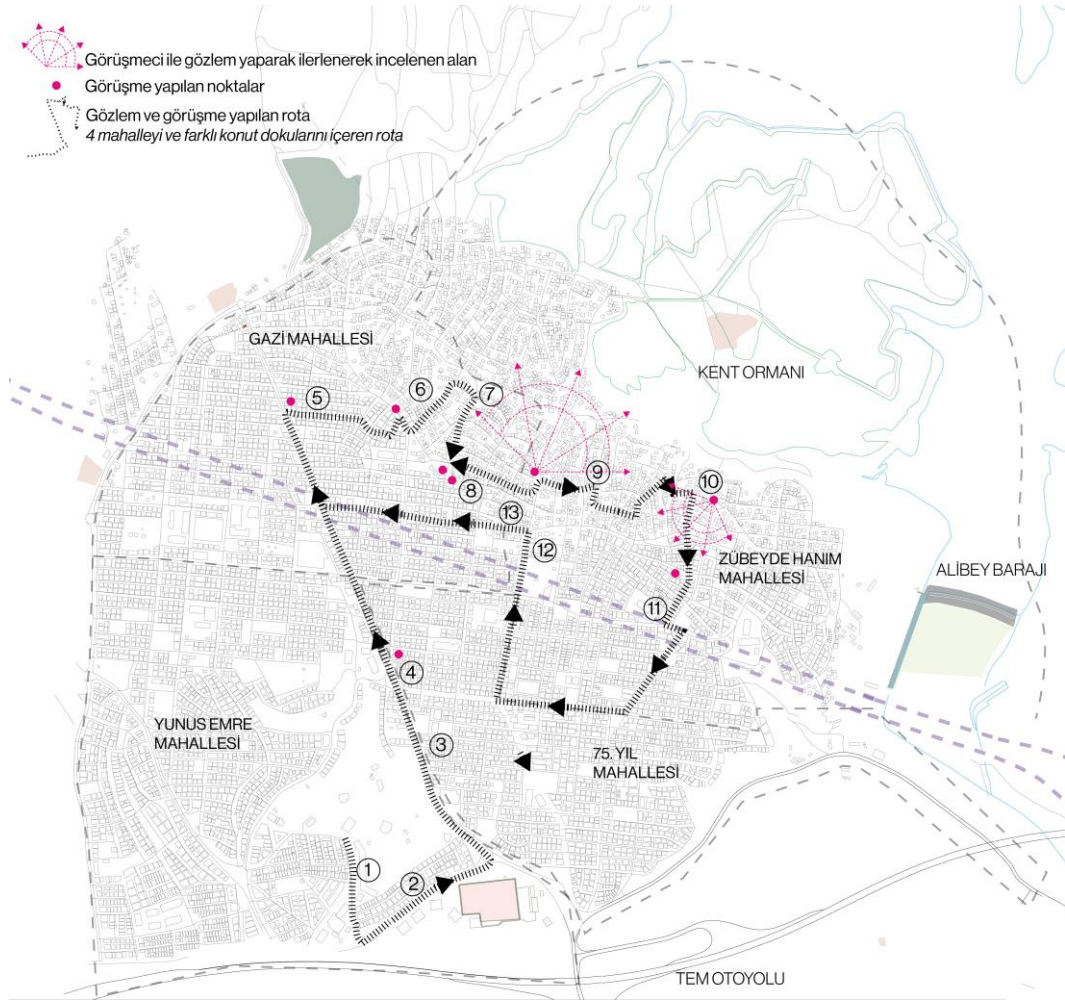 Görüşmeci ile gözlem yaparak ilerlenerek incelenen alan
Görüşme yapılan noktalar
Gözlem ve görüşme yapılan rota
4 mahalleyi ve farklı konut dokularını içeren rota
GAZİ MAHALLESİ
KENT ORMANI
5
6
7
8
9
10
13
12
ZÜBEYDE HANIM
MAHALLESİ
ALİBEY BARAJI
11
4
YUNUS EMRE
MAHALLESİ
3
75. YIL
MAHALLESİ
1
2
TEM OTOYOLU